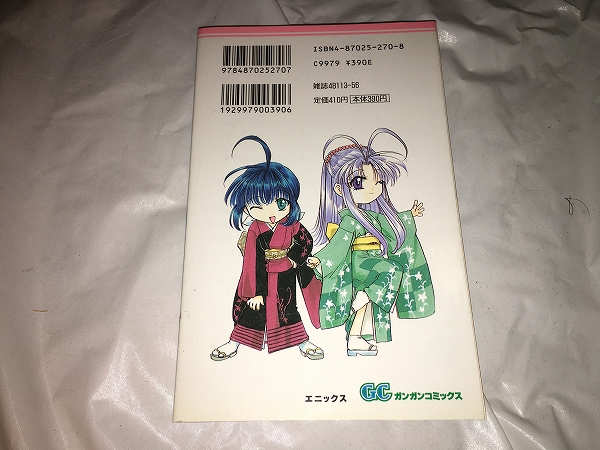 ISBN4-87025-270-8
C9979 ¥390E
9784870252707
雑誌48113-56
定価410円 本体390円
1929979003906
エニックス GC ガンガンコミックス